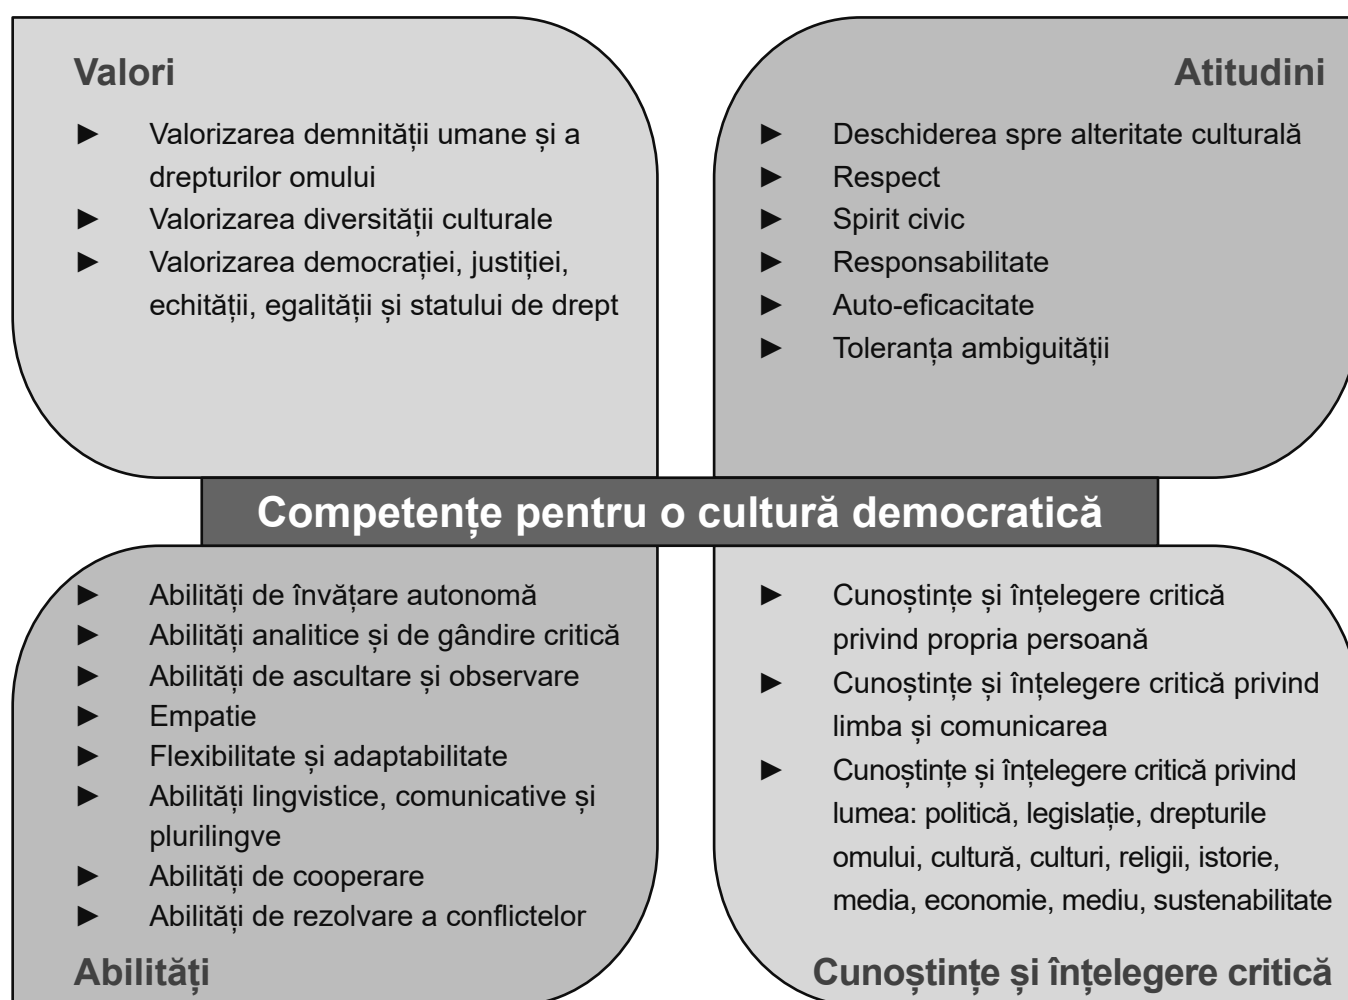 Valori
► Valorizarea demnității umane și a
drepturilor omului
► Valorizarea diversității culturale
► Valorizarea democrației, justiției,
echității, egalității și statului de drept
Atitudini
► Deschiderea spre alteritate culturală
► Respect
► Spirit civic
► Responsabilitate
► Auto-eficacitate
► Toleranța ambiguității
Competențe pentru o cultură democratică
► Abilități de învățare autonomă
► Abilități analitice și de gândire critică
► Abilități de ascultare și observare
► Empatie
► Flexibilitate și adaptabilitate
► Abilități lingvistice, comunicative și
plurilingve
► Abilități de cooperare
► Abilități de rezolvare a conflictelor
Abilități
► Cunoștințe și înțelegere critică
privind propria persoană
► Cunoștințe și înțelegere critică privind
limba și comunicarea
► Cunoștințe și înțelegere critică privind
lumea: politică, legislație, drepturile
omului, cultură, culturi, religii, istorie,
media, economie, mediu, sustenabilitate
Cunoștințe și înțelegere critică